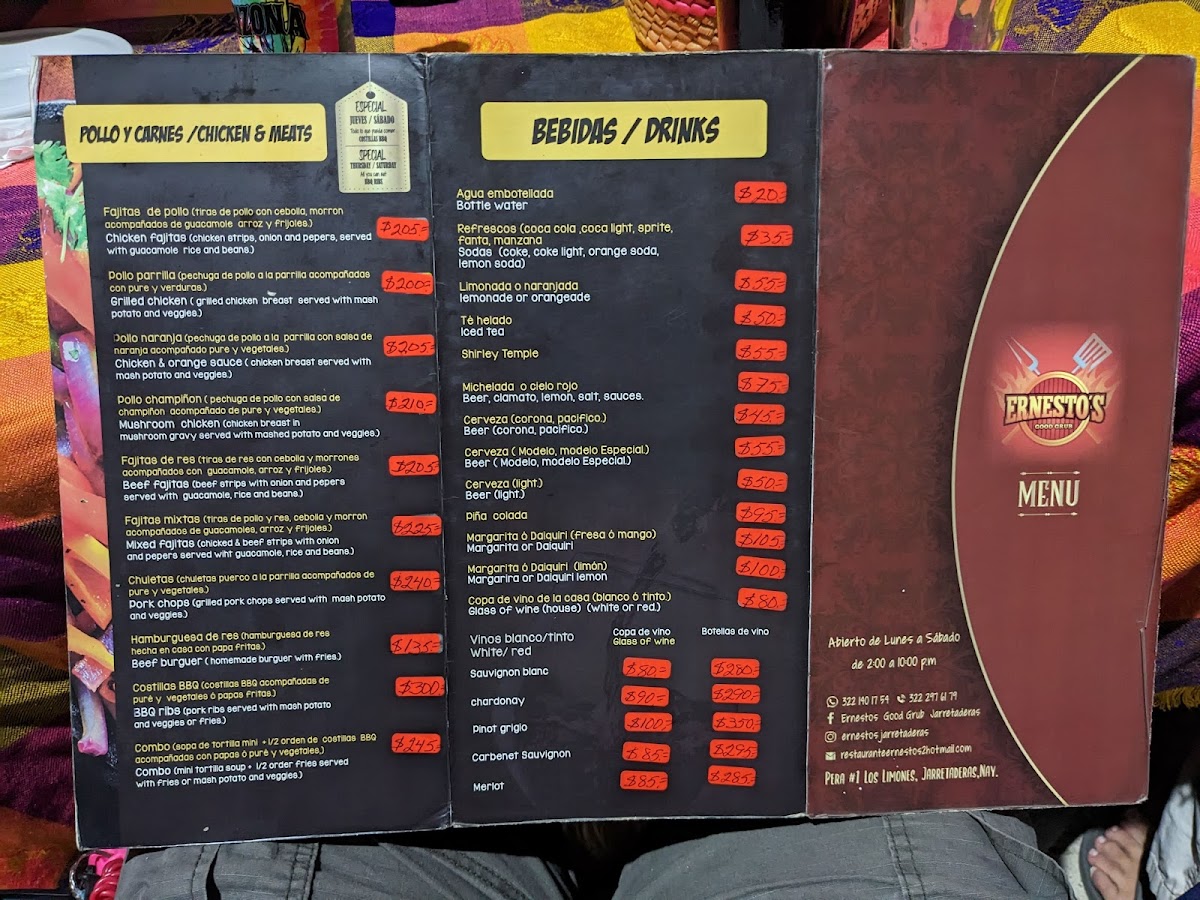 ZONA
POLLO Y CARNES /CHICKEN & MEATS
ESPECIAL
JUEVES / SÁBADO
Todo lo que pueda comer
COSTILLAS BBQ
SPECIAL
THURSDAY / SATURDAY
All you can eat
BBQ RIBS
Fajitas de pollo (tiras de pollo con cebolla, morron
acompañados de guacamole arroz y frijoles.)
Chicken fajitas (chicken strips, onion and pepers, served
with guacamole rice and beans.)
$205=
Pollo parrilla (pechuga de pollo a la parrilla acompañadas
con pure y verduras.)
Grilled chicken ( grilled chicken breast served with mash
potato and veggies.)
$200=
Pollo naranja (pechuga de pollo a la parrilla con salsa de
naranja acompañado pure y vegetales.)
Chicken & orange sauce ( chicken breast served with
mash potato and veggies.)
$205=
Pollo champiñon ( pechuga de pollo con salsa de
champiñon acompañado de pure y vegetales.)
Mushroom chicken (chicken breast in
mushroom gravy served with mashed potato and veggies.)
$210=
Fajitas de res (tiras de res con cebolla y morrones
acompañados con guacamole, arroz y frijoles.)
Beef fajitas (beef strips with onion and pepers
served with guacamole, rice and beans.)
$205
Fajitas mixtas (tiras de pollo y res, cebolla y morron
acompañados de guacamoles, arroz y frijoles.)
Mixed fajitas (chicked & beef strips with onion
and pepers served wiht guacamole, rice and beans.)
$225=
Chuletas (chuletas puerco a la parrilla acompañados de
pure y vegetales.)
Pork chops (grilled pork chops served with mash potato
and veggies.)
$240=
Hamburguesa de res (hamburguesa de res
hecha en casa con papa fritas.)
Beef burguer ( homemade burguer with fries.)
$135=
Costillas BBQ (costillas BBQ acompañadas de
puré y vegetales ó papas fritas.)
BBQ ribs (pork ribs served with mash potato
and veggies or fries.)
$300=
Combo (sopa de tortilla mini + 1/2 orden de costillas BBQ
acompañadas con papas ó puré y vegetales.)
Combo (mini tortilla soup + 1/2 order fries served
with fries or mash potato and veggies.)
$245=
BEBIDAS / DRINKS
Agua embotellada
Bottle water
$20=
Refrescos (coca cola ,coca light, sprite,
fanta, manzana
Sodas (coke, coke light, orange soda,
lemon soda)
$35=
Limonada o naranjada
lemonade or orangeade
$55=
Tè helado
Iced tea
$50=
Shirley Temple
$55=
Michelada o cielo rojo
Beer, clamato, lemon, salt, sauces.
$75=
Cerveza (corona, pacifico.)
Beer (corona, pacifico.)
$45=
Cerveza ( Modelo, modelo Especial.)
Beer ( Modelo, modelo Especial.)
$55=
Cerveza (light.)
Beer (light.)
$50=
Piña colada
$95=
Margarita ó Daiquiri (fresa ó mango)
Margarita or Daiquiri
$105
Margarita ó Daiquiri (limón)
Margarira or Daiquiri lemon
$100=
Copa de vino de la casa (blanco ó tinto.)
Glass of wine (house) (white or red.)
$80=
Vinos blanco/tinto
White/ red
Copa de vino
Glass of wine
Botellas de vino
Sauvignon blanc $80= $280=
chardonay $90= $290=
Pinot grigio $100= $350=
Carbenet Sauvignon $85= $295
Merlot $85= $285=
ERNESTO'S
GOOD GRUB
MENU
Abierto de Lunes a Sábado
de 2:00 a 10:00 p.m
322 140 17 54 322 297 61 79
Ernestos Good Grub Jarretaderas
ernestos jarretaderas
restauranteernestos2hotmail.com
PERA #1 LOS LIMONES, JARRETADERAS,NAY.